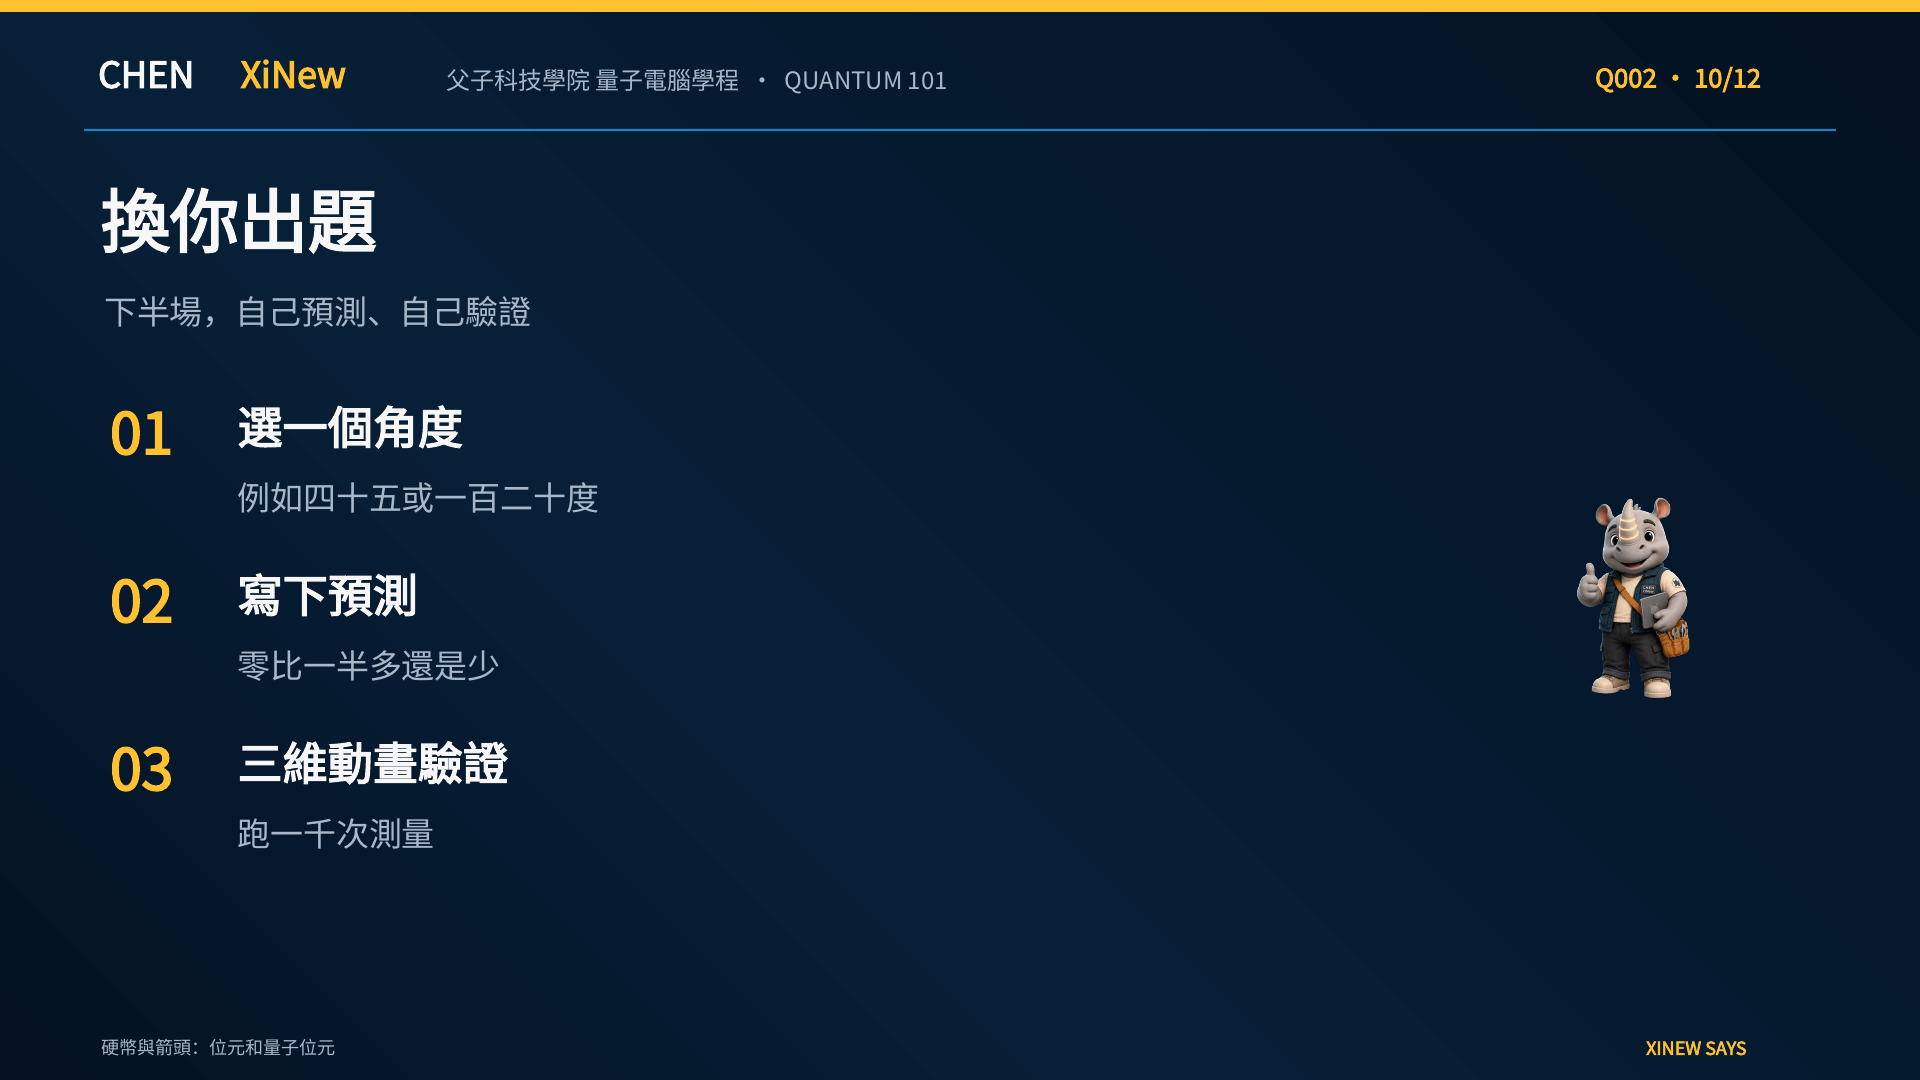 CHEN XiNew 父子科技學院 量子電腦學程 · QUANTUM 101 Q002 · 10/12
換你出題
下半場，自己預測、自己驗證
01 選一個角度
例如四十五或一百二十度
02 寫下預測
零比一半多還是少
03 三維動畫驗證
跑一千次測量
硬幣與箭頭：位元和量子位元 XINEW SAYS